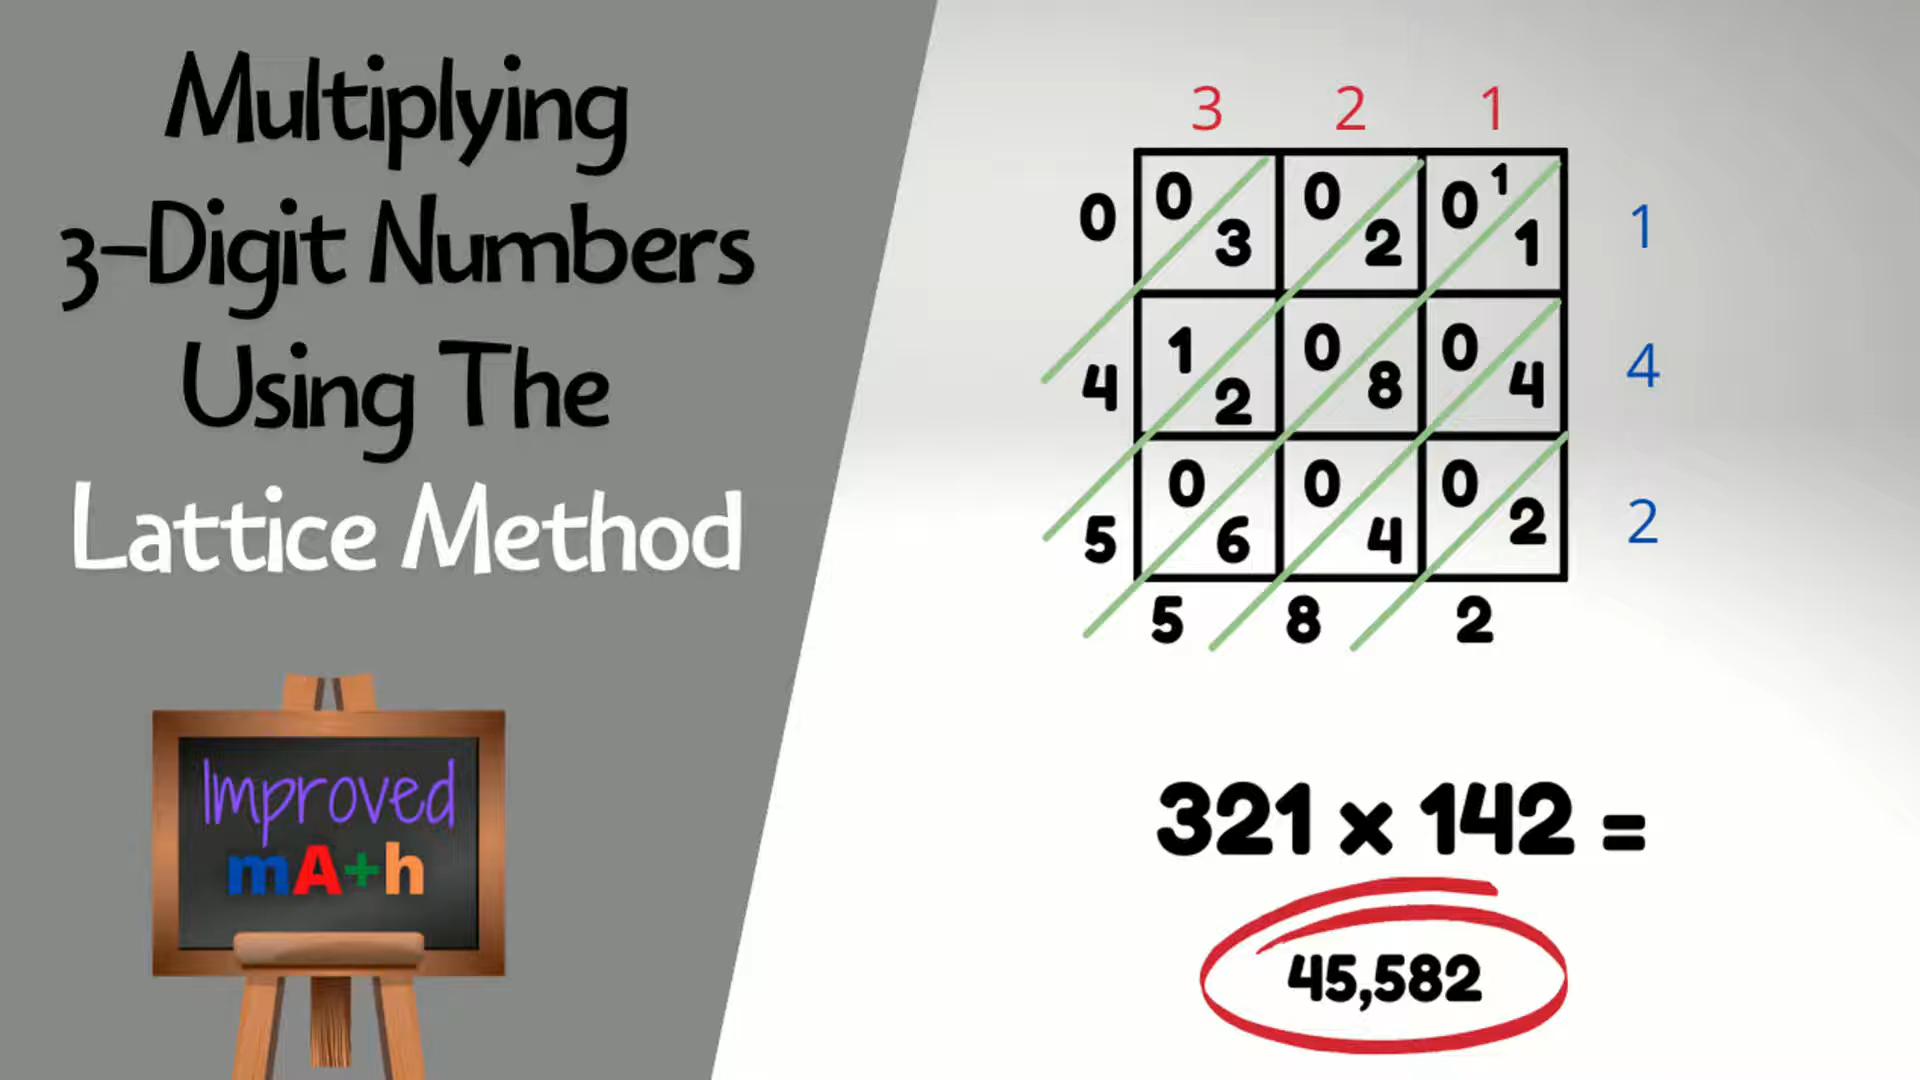 Multiplying
3-Digit Numbers
Using The
Lattice Method
Improved
mA+h
3 2 1
0 0 3 0 2 0 1 1 1
4 1 2 0 8 0 4 4
5 0 6 0 4 0 2 2
5 8 2
321 x 142 =
45,582